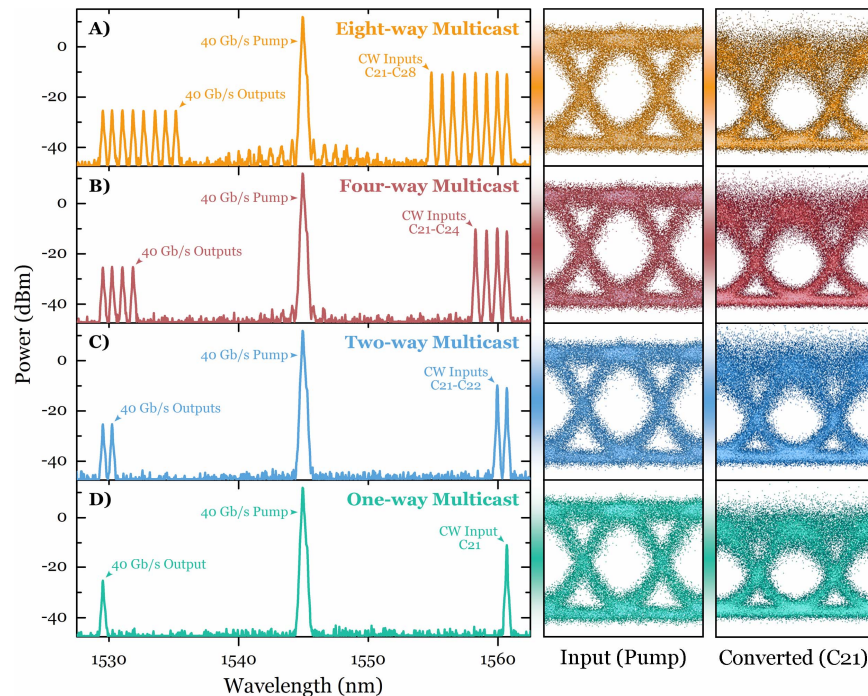 A)
Eight-way Multicast
40 Gb/s Pump
CW Inputs
C21-C28
40 Gb/s Outputs
0
-20
-40
B)
Four-way Multicast
40 Gb/s Pump
CW Inputs
C21-C24
40 Gb/s Outputs
0
-20
-40
C)
Two-way Multicast
40 Gb/s Pump
CW Inputs
C21-C22
40 Gb/s Outputs
0
-20
-40
D)
One-way Multicast
40 Gb/s Pump
CW Input
C21
40 Gb/s Output
0
-20
-40
Power (dBm)
1530
1540
1550
1560
Wavelength (nm)
Input (Pump)
Converted (C21)